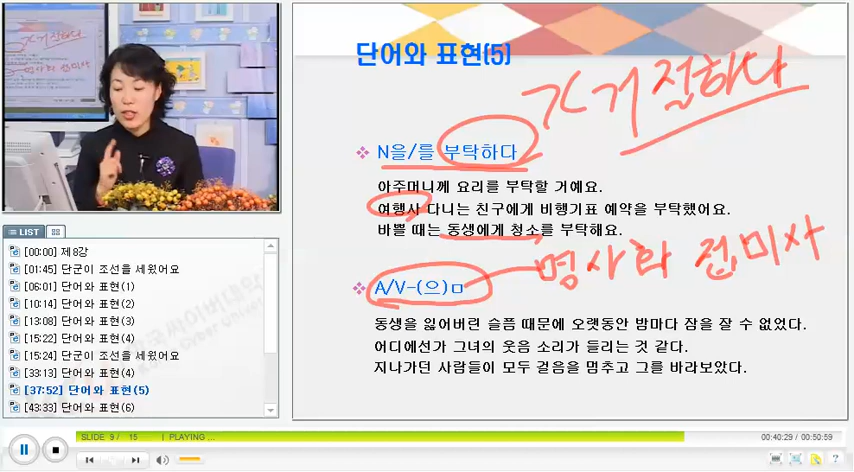 단어와 표현(5)
거절하다
N을/를 부탁하다
아주머니께 요리를 부탁할 거예요.
여행사 다니는 친구에게 비행기표 예약을 부탁했어요.
바쁠 때는 동생에게 청소를 부탁해요.
명사화 접미사
A/V-(으)ㅁ
동생을 잃어버린 슬픔 때문에 오랫동안 밤마다 잠을 잘 수 없었다.
어디에선가 그녀의 웃음 소리가 들리는 것 같다.
지나가던 사람들이 모두 걸음을 멈추고 그를 바라보았다.
LIST
[00:00] 제8강
[01:45] 단군이 조선을 세웠어요
[06:01] 단어와 표현(1)
[10:14] 단어와 표현(2)
[13:08] 단어와 표현(3)
[15:22] 단어와 표현(4)
[15:24] 단군이 조선을 세웠어요
[33:13] 단어와 표현(4)
[37:52] 단어와 표현(5)
[43:33] 단어와 표현(6)
SLIDE 9 / 15 | PLAYING ...
00:40:29 / 00:50:59